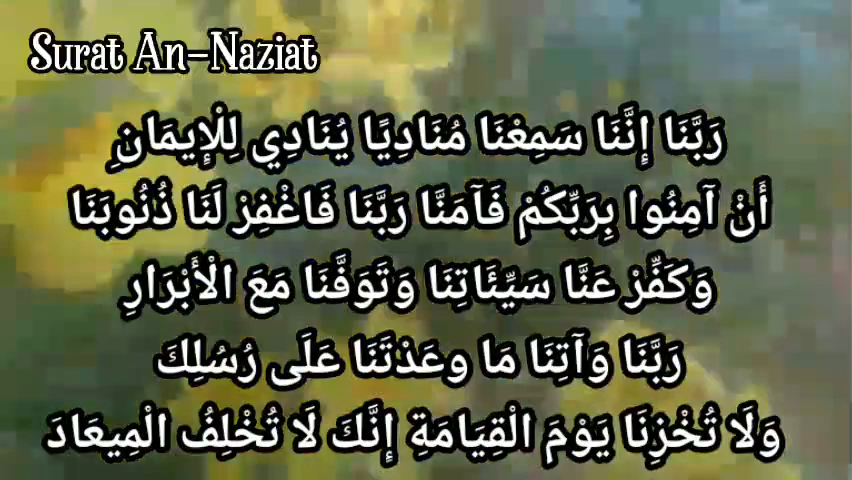 Surat An-Naziat
رَبَّنَا إِنَّنَا سَمِعْنَا مُنَادِيًا يُنَادِي لِلْإِيمَانِ
أَنْ آمِنُوا بِرَبِّكُمْ فَآمَنَّا رَبَّنَا فَاغْفِرْ لَنَا ذُنُوبَنَا
وَكَفِّرْ عَنَّا سَيِّئَاتِنَا وَتَوَفَّنَا مَعَ الْأَبْرَارِ
رَبَّنَا وَآتِنَا مَا وعَدْتَنَا عَلَى رُسُلِكَ
وَلَا تُخْزِنَا يَوْمَ الْقِيَامَةِ إِنَّكَ لَا تُخْلِفُ الْمِيعَادَ